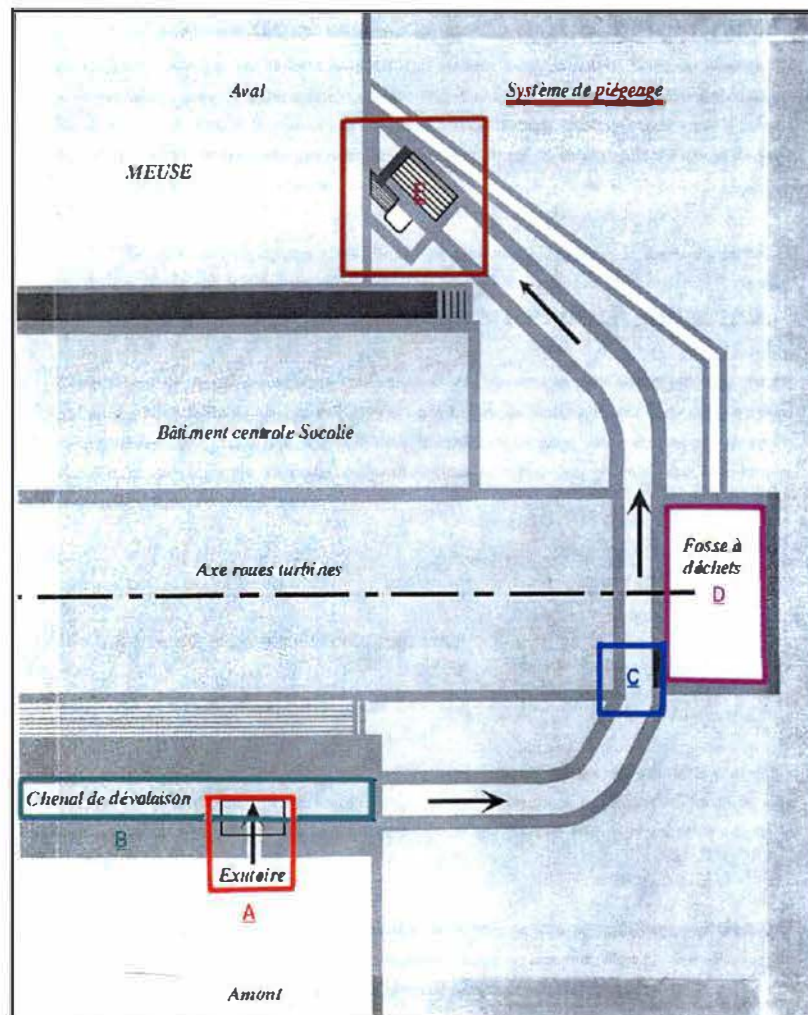 Aval
Système de piégeage
MEUSE
E
Bâtiment centrale Socolie
Axe roues turbines
Fosse à
déchets
D
C
Chenal de dévalaison
B
Exutoire
A
Amont